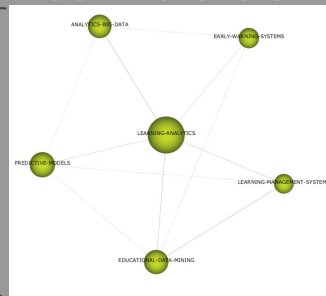 ANALYTICS-BIG-DATA
EARLY-WARNING-SYSTEMS
LEARNING-ANALYTICS
PREDICTIVE-MODELS
LEARNING-MANAGEMENT-SYSTEM
EDUCATIONAL-DATA-MINING